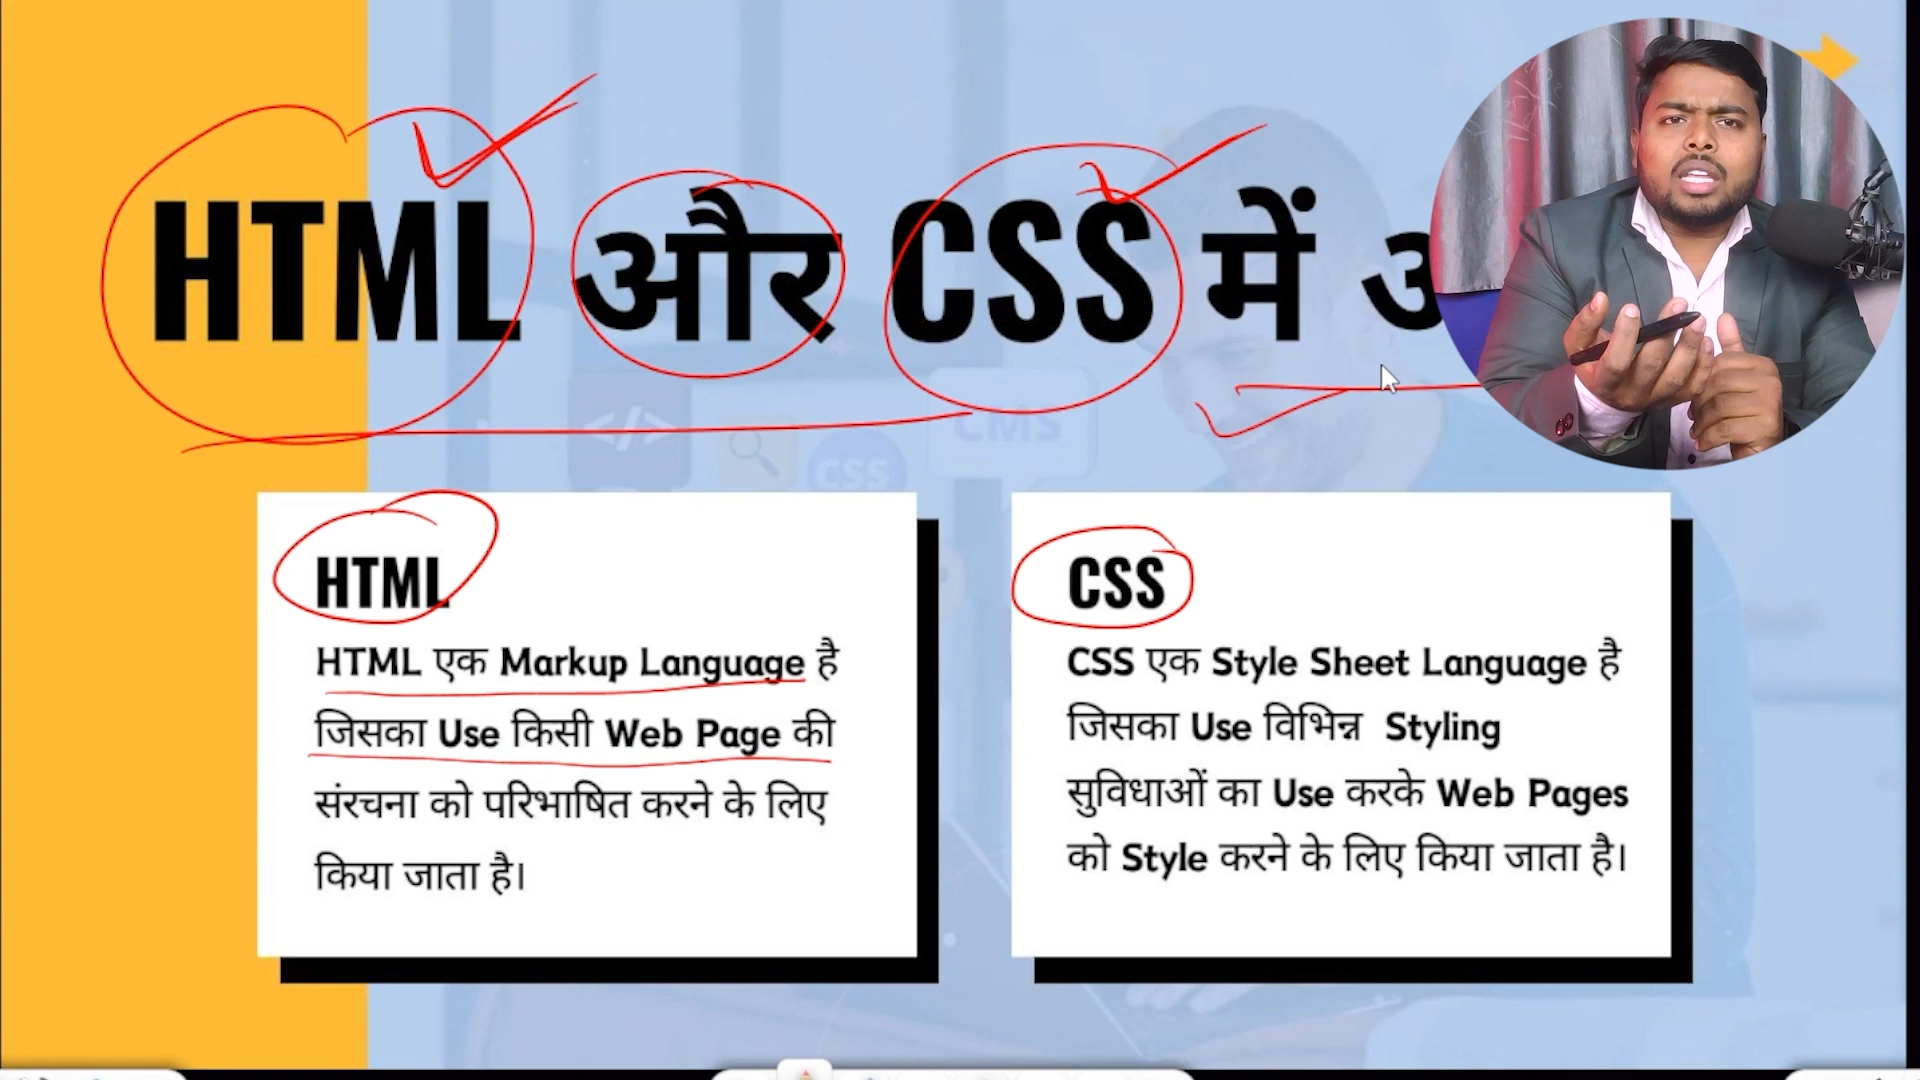 HTML और CSS में
HTML
HTML एक Markup Language है
जिसका Use किसी Web Page की
संरचना को परिभाषित करने के लिए
किया जाता है।
CSS
CSS एक Style Sheet Language है
जिसका Use विभिन्न Styling
सुविधाओं का Use करके Web Pages
को Style करने के लिए किया जाता है।
</>
CSS
CMS